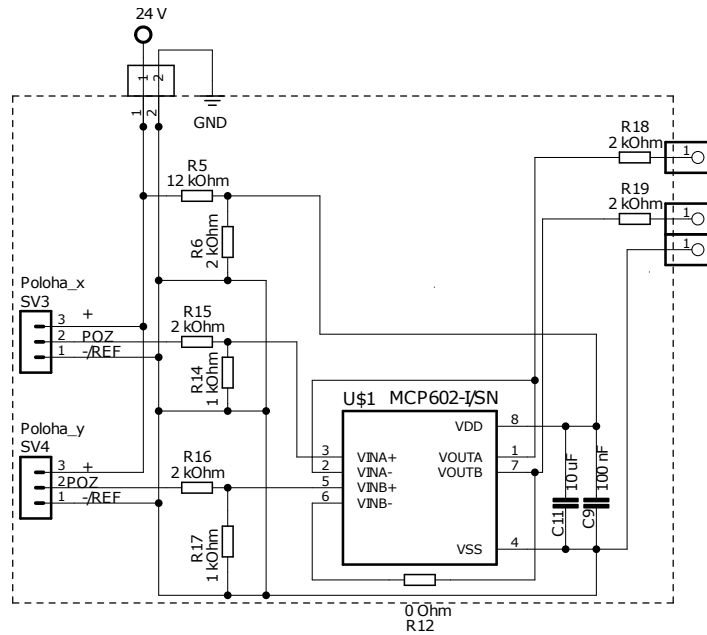 24 V
1
2
1
2
GND
R5
12 kOhm
R6
2 kOhm
R18
2 kOhm
1
R19
2 kOhm
1
1
Poloha_x
SV3
3
+
2
POZ
1
-/REF
R15
2 kOhm
R14
1 kOhm
Poloha_y
SV4
3
+
2
POZ
1
-/REF
R16
2 kOhm
R17
1 kOhm
U$1
MCP602-I/SN
3
VINA+
2
VINA-
5
VINB+
6
VINB-
VDD
8
VOUTA
1
VOUTB
7
VSS
4
C11
10 uF
C9
100 nF
0 Ohm
R12